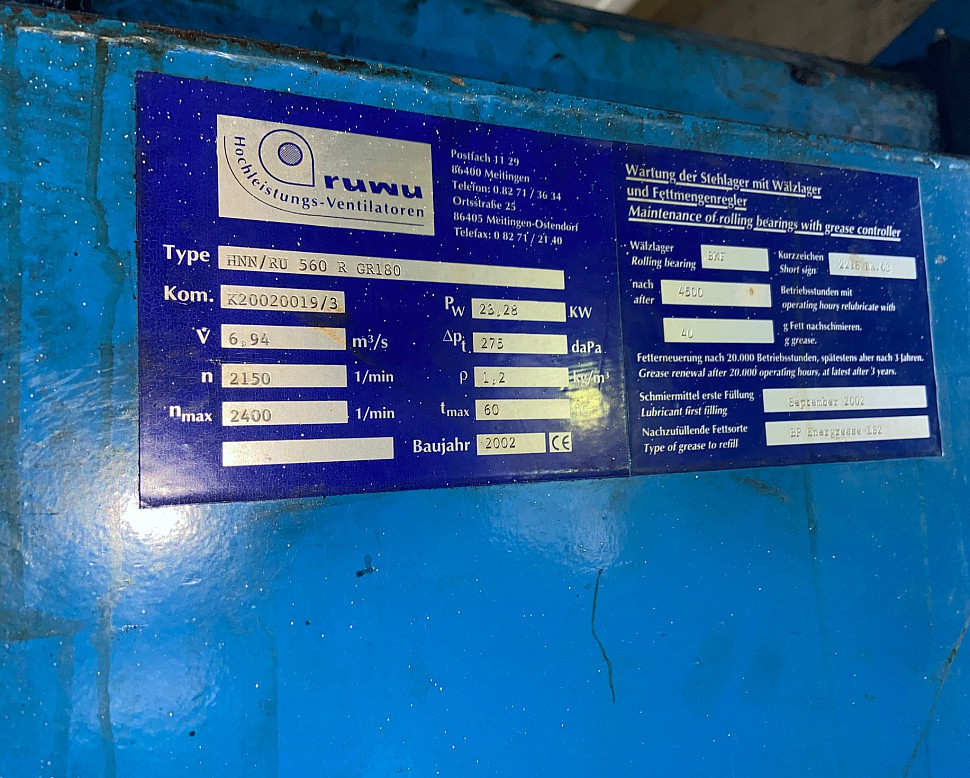 ruwu
Hochleistungs-Ventilatoren
Postfach 11 29
86400 Meitingen
Telefon: 0.82 71 / 36 34
Ortsstraße 25
86405 Meitingen-Ostendorf
Telefax: 0 82 71 / 21 40
Type HNN/RU 560 R GR180
Kom. K20020019/3
V̇ 6,94 m³/s
n 2150 1/min
nmax 2400 1/min
PW 23,28 KW
Δpt 275 daPa
ρ 1,2 kg/m³
tmax 60
Baujahr 2002 CE
Wartung der Stehlager mit Wälzlager
und Fettmengenregler
Maintenance of rolling bearings with grease controller
Wälzlager SKF Kurzzeichen
Rolling bearing Short sign
nach 4500 Betriebsstunden mit
after operating hours relubricate with
40 g Fett nachschmieren.
g grease.
Fetterneuerung nach 20.000 Betriebsstunden, spätestens aber nach 3 Jahren.
Grease renewal after 20.000 operating hours, at latest after 3 years.
Schmiermittel erste Füllung September 2002
Lubricant first filling
Nachzufüllende Fettsorte BP Energrease LS2
Type of grease to refill